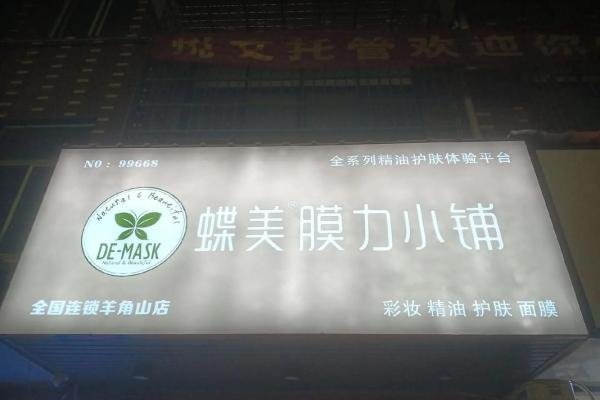 悦文托管欢迎你
NO：99668
全系列精油护肤体验平台
Natural & Beautiful
DE-MASK
Natural & Beautiful
蝶美®膜力小铺
全国连锁羊角山店
彩妆 精油 护肤 面膜